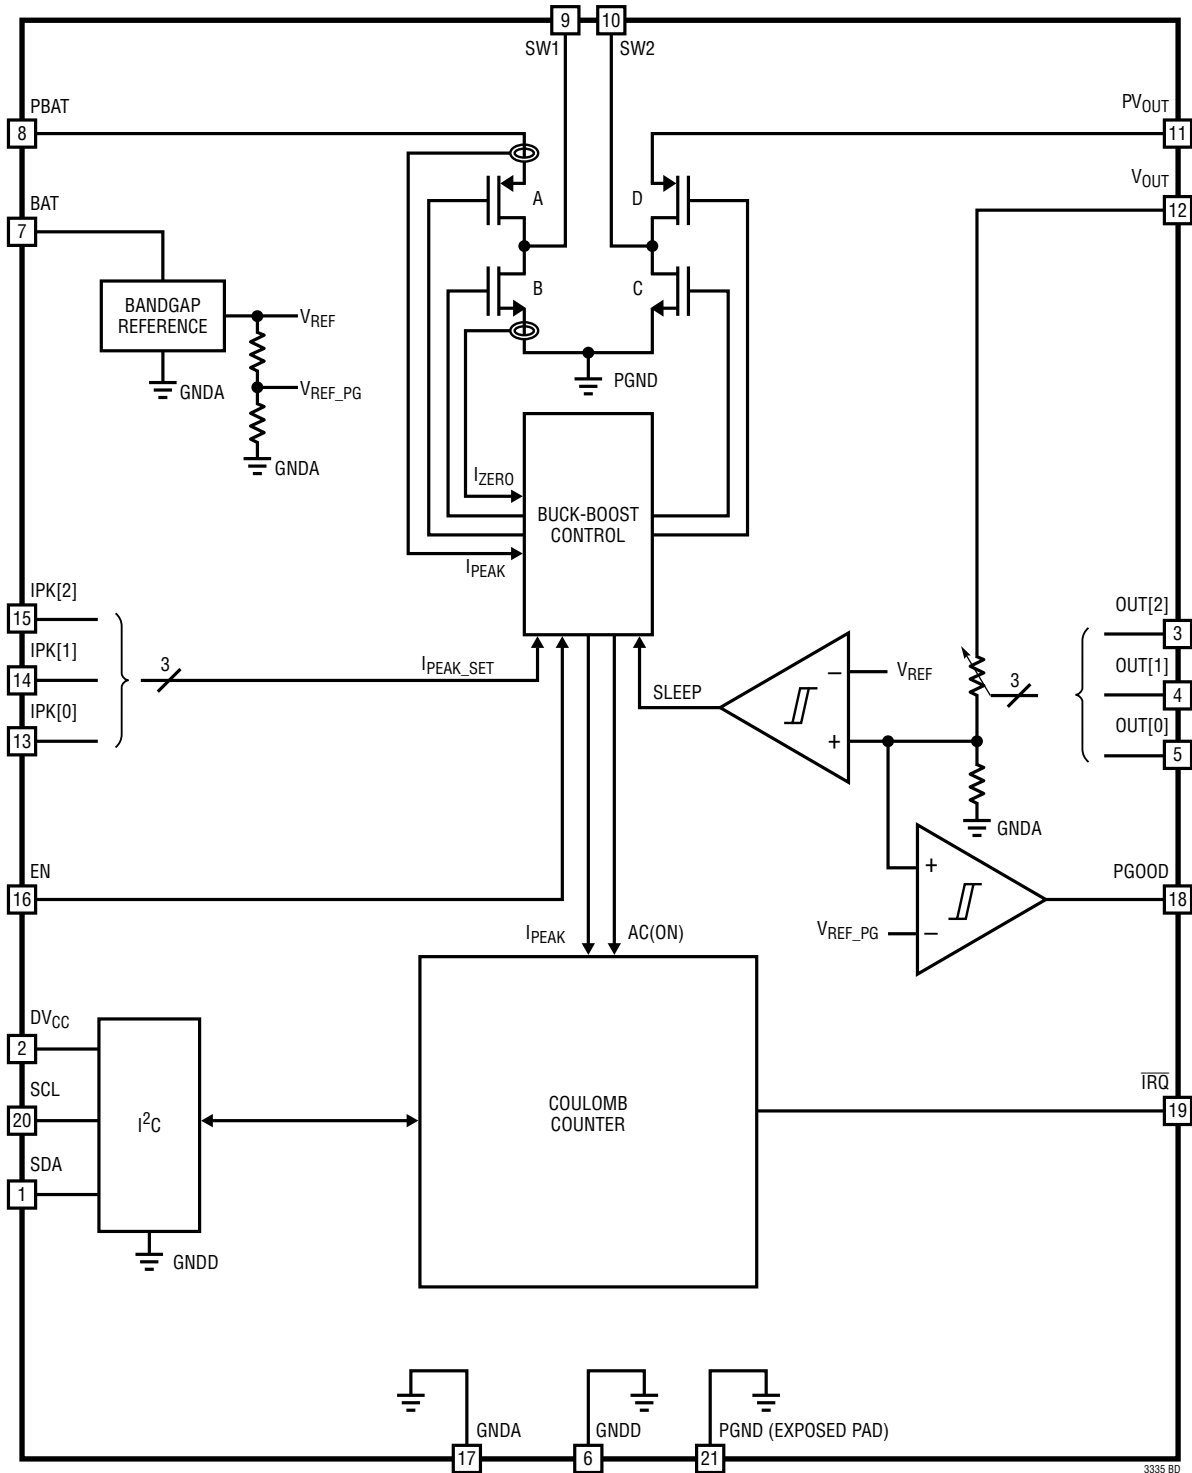 9
10
SW1
SW2
PBAT
8
PVOUT
11
A
D
VOUT
12
BAT
7
B
C
BANDGAP
REFERENCE
VREF
PGND
GNDA
VREF_PG
GNDA
IZERO
BUCK-BOOST
CONTROL
IPEAK
IPK[2]
15
OUT[2]
3
IPK[1]
14
3
IPEAK_SET
VREF
–
SLEEP
3
OUT[1]
4
IPK[0]
13
+
OUT[0]
5
GNDA
EN
16
+
PGOOD
18
VREF_PG
–
IPEAK
AC(ON)
DVCC
2
SCL
20
I2C
COULOMB
COUNTER
IRQ
19
SDA
1
GNDD
GNDA
17
GNDD
6
PGND (EXPOSED PAD)
21
3335 BD